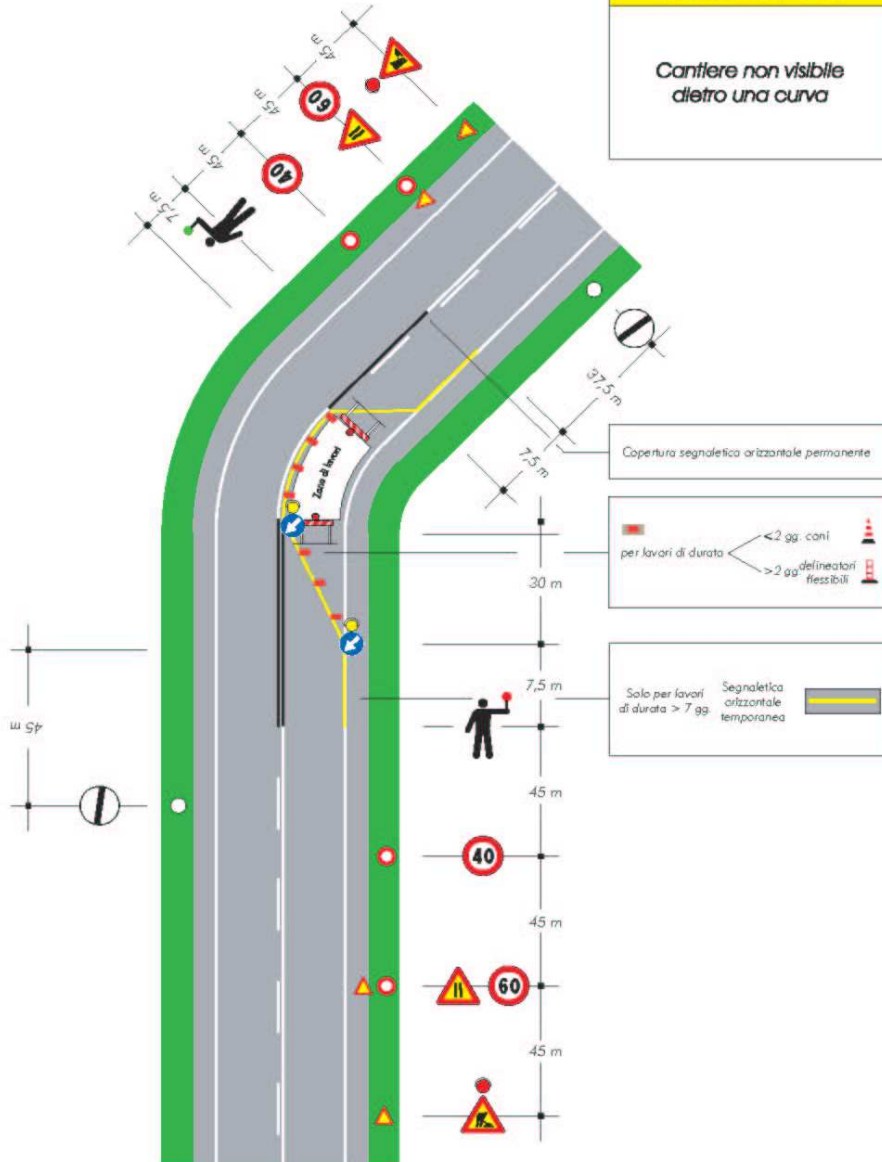 Cantiere non visibile
dietro una curva
45 m
45 m
45 m
45 m
7,5 m
60
40
37,5 m
7,5 m
Copertura segnaletica orizzontale permanente
Zona di lavori
per lavori di durata
<2 gg. coni
>2 gg. delineatori
flessibili
30 m
7,5 m
Solo per lavori
di durata > 7 gg.
Segnaletica
orizzontale
temporanea
45 m
45 m
40
45 m
60
45 m